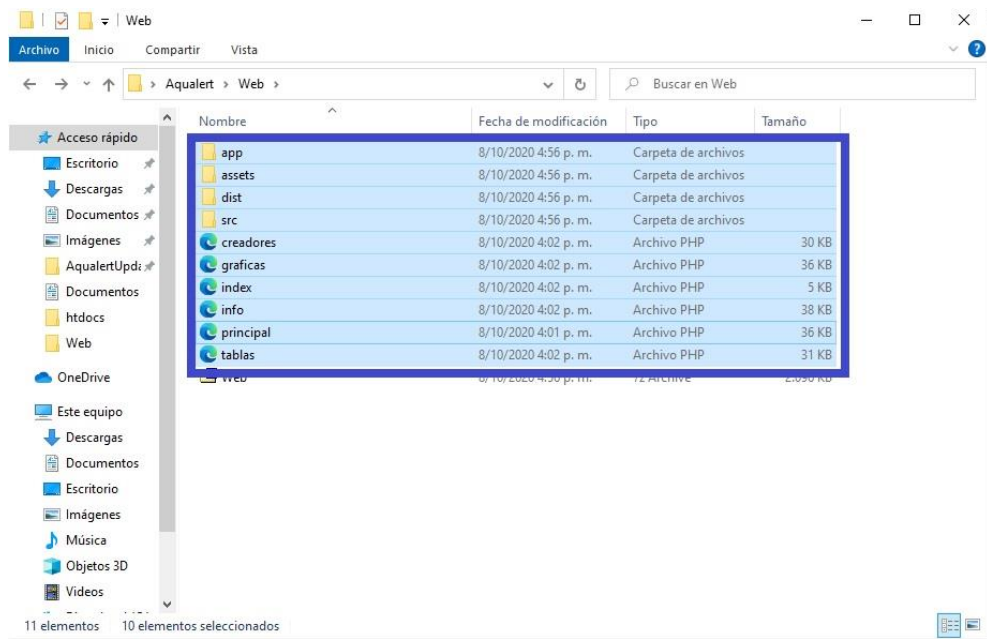 Web
Archivo Inicio Compartir Vista
Aqualert > Web > Buscar en Web
Nombre Fecha de modificación Tipo Tamaño
Acceso rápido
Escritorio
Descargas
Documentos
Imágenes
AqualertUpda
Documentos
htdocs
Web
OneDrive
Este equipo
Descargas
Documentos
Escritorio
Imágenes
Música
Objetos 3D
Videos
app 8/10/2020 4:56 p. m. Carpeta de archivos
assets 8/10/2020 4:56 p. m. Carpeta de archivos
dist 8/10/2020 4:56 p. m. Carpeta de archivos
src 8/10/2020 4:56 p. m. Carpeta de archivos
creadores 8/10/2020 4:02 p. m. Archivo PHP 30 KB
graficas 8/10/2020 4:02 p. m. Archivo PHP 36 KB
index 8/10/2020 4:02 p. m. Archivo PHP 5 KB
info 8/10/2020 4:02 p. m. Archivo PHP 38 KB
principal 8/10/2020 4:01 p. m. Archivo PHP 36 KB
tablas 8/10/2020 4:02 p. m. Archivo PHP 31 KB
Web
11 elementos 10 elementos seleccionados